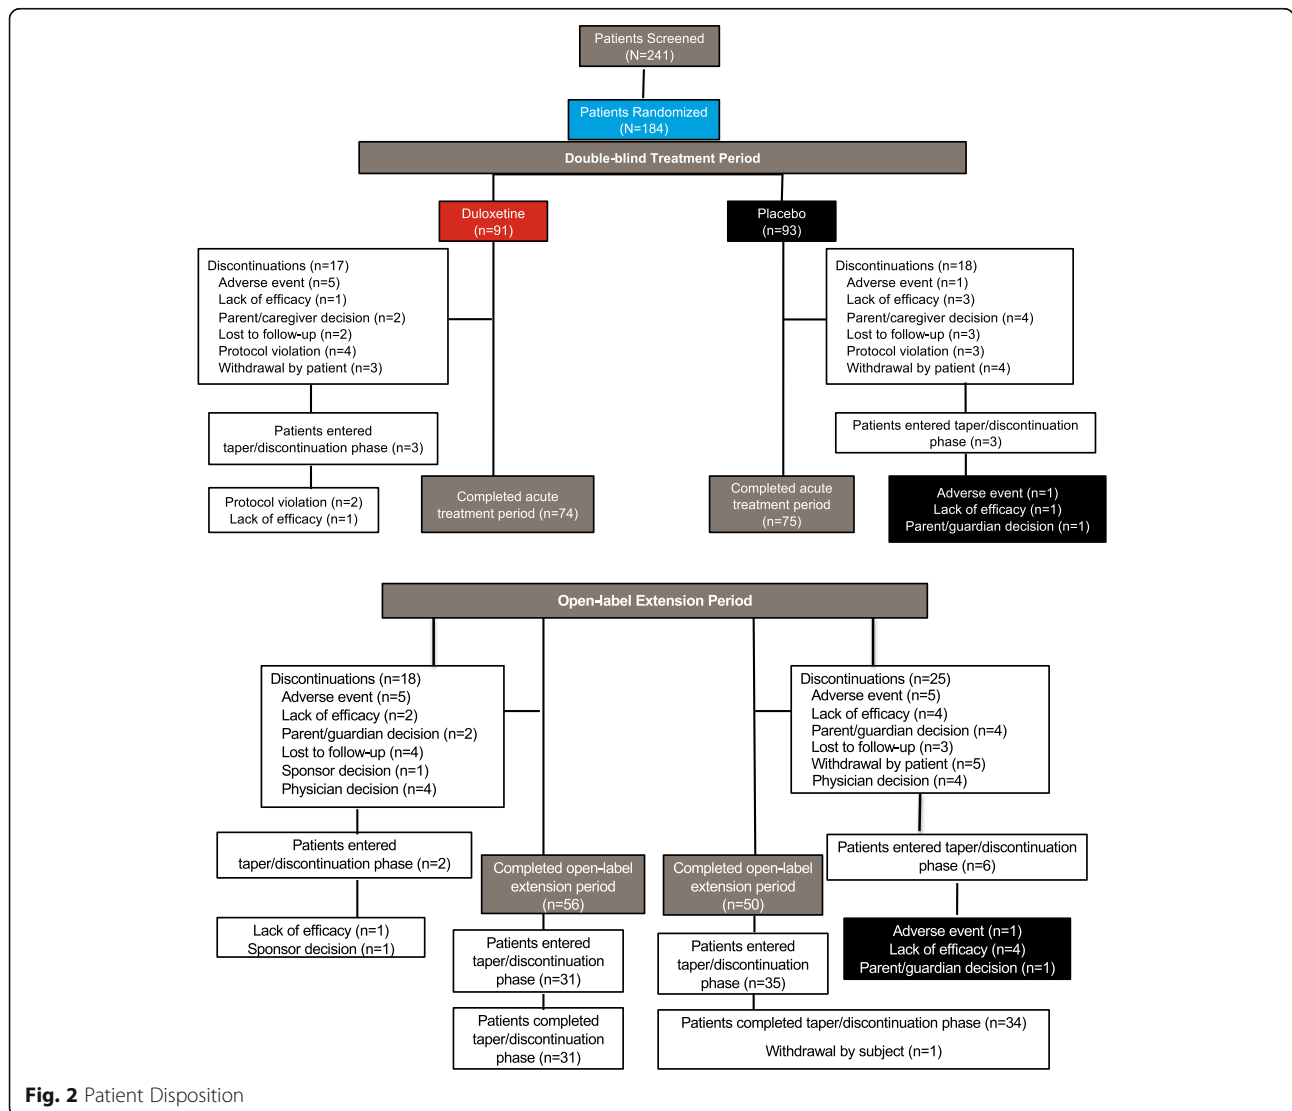 Patients Screened
(N=241)
Patients Randomized
(N=184)
Double-blind Treatment Period
Duloxetine
(n=91)
Placebo
(n=93)
Discontinuations (n=17)
Adverse event (n=5)
Lack of efficacy (n=1)
Parent/caregiver decision (n=2)
Lost to follow-up (n=2)
Protocol violation (n=4)
Withdrawal by patient (n=3)
Discontinuations (n=18)
Adverse event (n=1)
Lack of efficacy (n=3)
Parent/caregiver decision (n=4)
Lost to follow-up (n=3)
Protocol violation (n=3)
Withdrawal by patient (n=4)
Patients entered
taper/discontinuation phase (n=3)
Patients entered taper/discontinuation
phase (n=3)
Protocol violation (n=2)
Lack of efficacy (n=1)
Completed acute
treatment period (n=74)
Completed acute
treatment period
(n=75)
Adverse event (n=1)
Lack of efficacy (n=1)
Parent/guardian decision (n=1)
Open-label Extension Period
Discontinuations (n=18)
Adverse event (n=5)
Lack of efficacy (n=2)
Parent/guardian decision (n=2)
Lost to follow-up (n=4)
Sponsor decision (n=1)
Physician decision (n=4)
Discontinuations (n=25)
Adverse event (n=5)
Lack of efficacy (n=4)
Parent/guardian decision (n=4)
Lost to follow-up (n=3)
Withdrawal by patient (n=5)
Physician decision (n=4)
Patients entered
taper/discontinuation phase (n=2)
Completed open-label
extension period
(n=56)
Completed open-label
extension period
(n=50)
Patients entered taper/discontinuation
phase (n=6)
Lack of efficacy (n=1)
Sponsor decision (n=1)
Patients entered
taper/discontinuation
phase (n=31)
Patients entered
taper/discontinuation
phase (n=35)
Adverse event (n=1)
Lack of efficacy (n=4)
Parent/guardian decision (n=1)
Patients completed
taper/discontinuation
phase (n=31)
Patients completed taper/discontinuation phase (n=34)
Withdrawal by subject (n=1)
Fig. 2 Patient Disposition